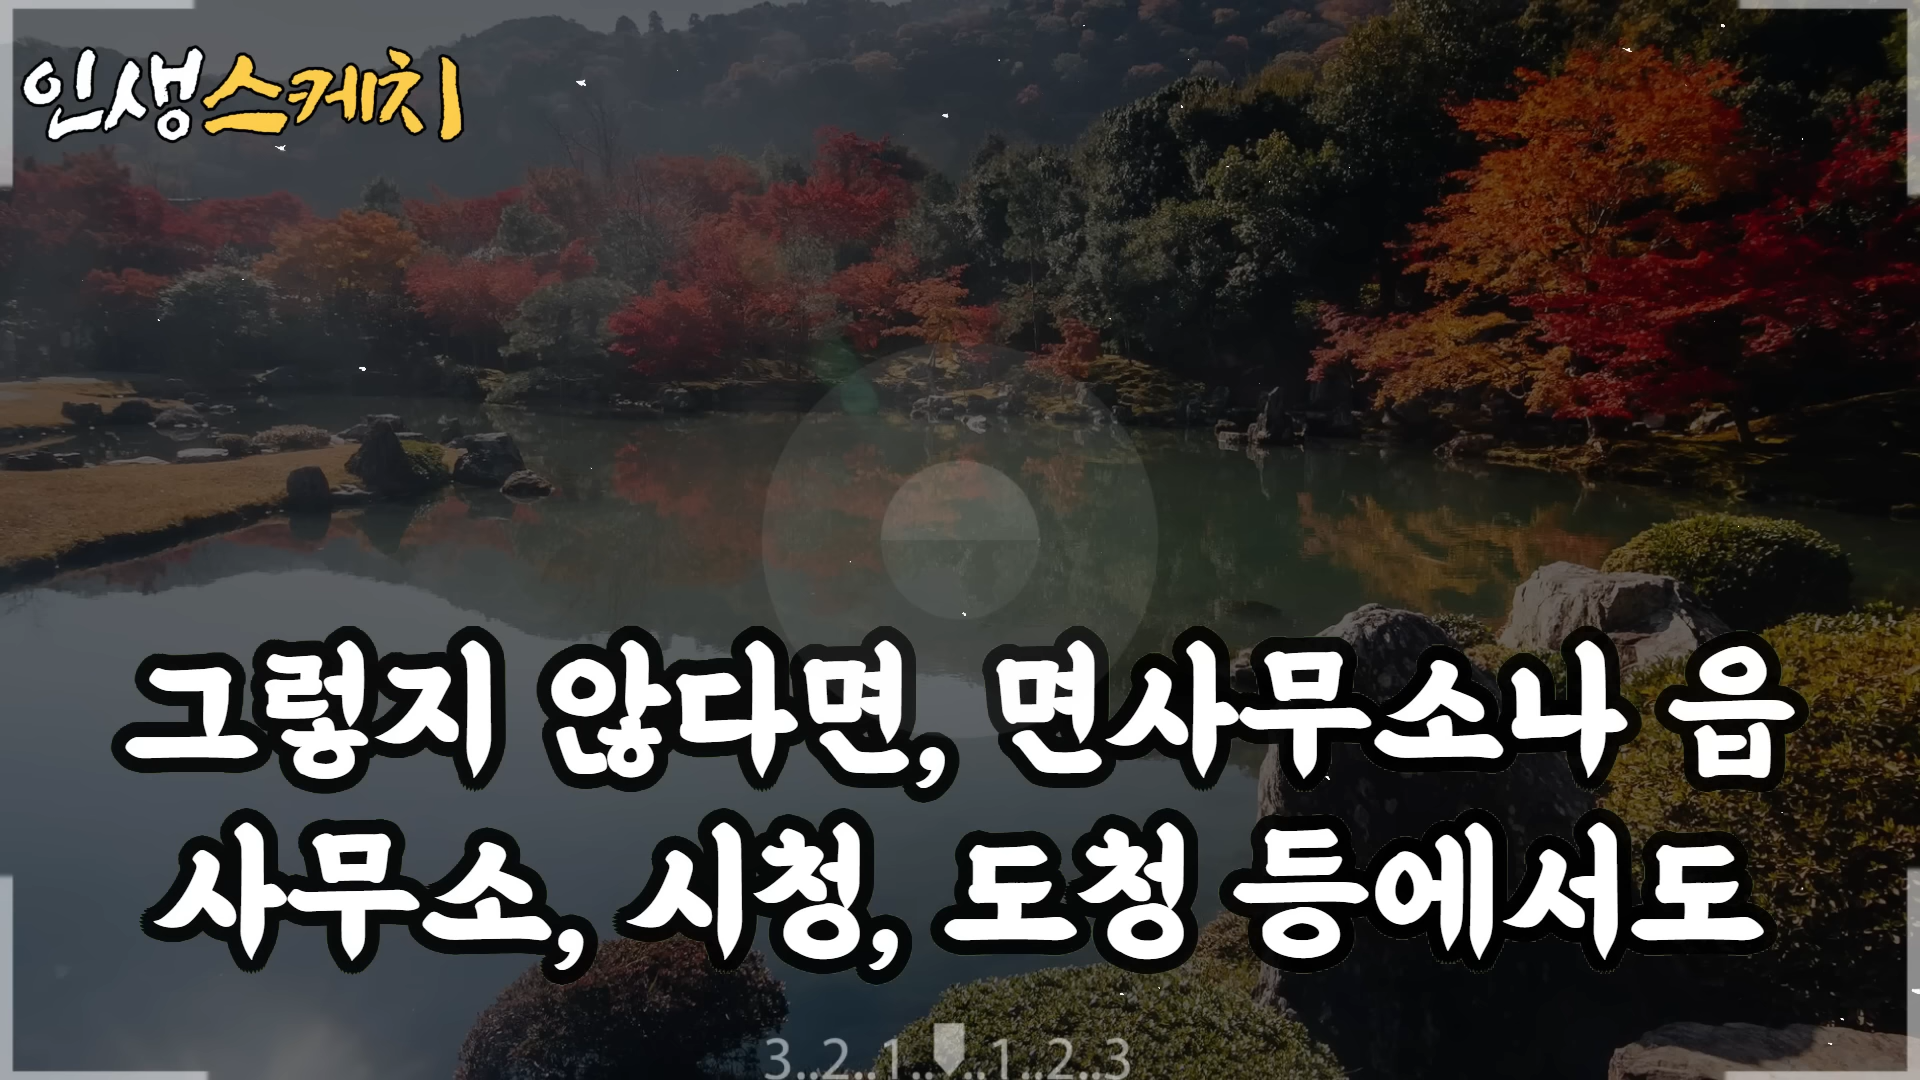 인생스케치
그렇지 않다면, 면사무소나 읍
사무소, 시청, 도청 등에서도
3..2..1....1..2..3